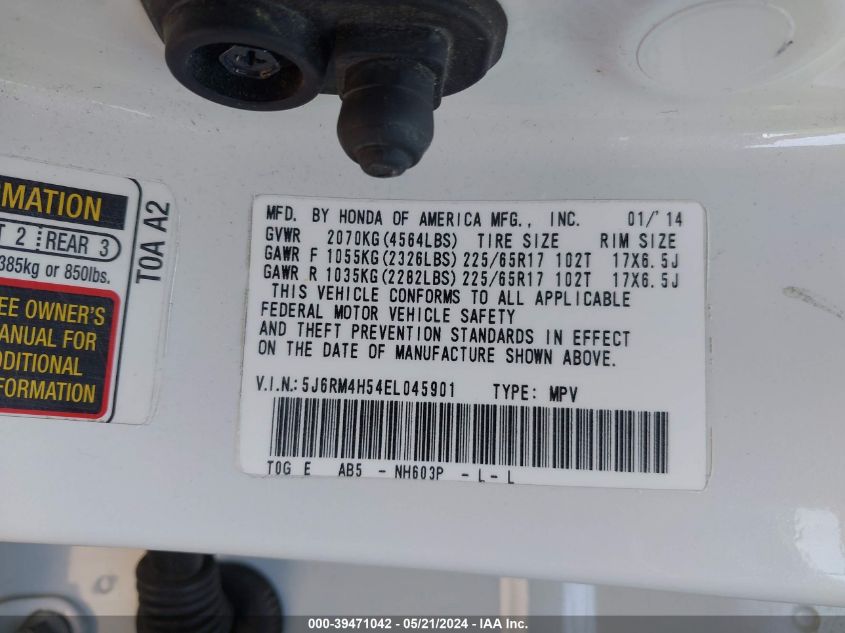 RMATION
T 2 REAR 3
385kg or 850lbs.
EE OWNER'S
ANUAL FOR
DDITIONAL
FORMATION
TOA A2
MFD. BY HONDA OF AMERICA MFG., INC. 01/'14
GVWR 2070KG(4564LBS) TIRE SIZE RIM SIZE
GAWR F 1055KG(2326LBS) 225/65R17 102T 17X6.5J
GAWR R 1035KG(2282LBS) 225/65R17 102T 17X6.5J
THIS VEHICLE CONFORMS TO ALL APPLICABLE
FEDERAL MOTOR VEHICLE SAFETY
AND THEFT PREVENTION STANDARDS IN EFFECT
ON THE DATE OF MANUFACTURE SHOWN ABOVE.
V.I.N.:5J6RM4H54EL045901 TYPE: MPV
TOG E AB5 - NH603P - L - L
000-39471042 - 05/21/2024 - IAA Inc.